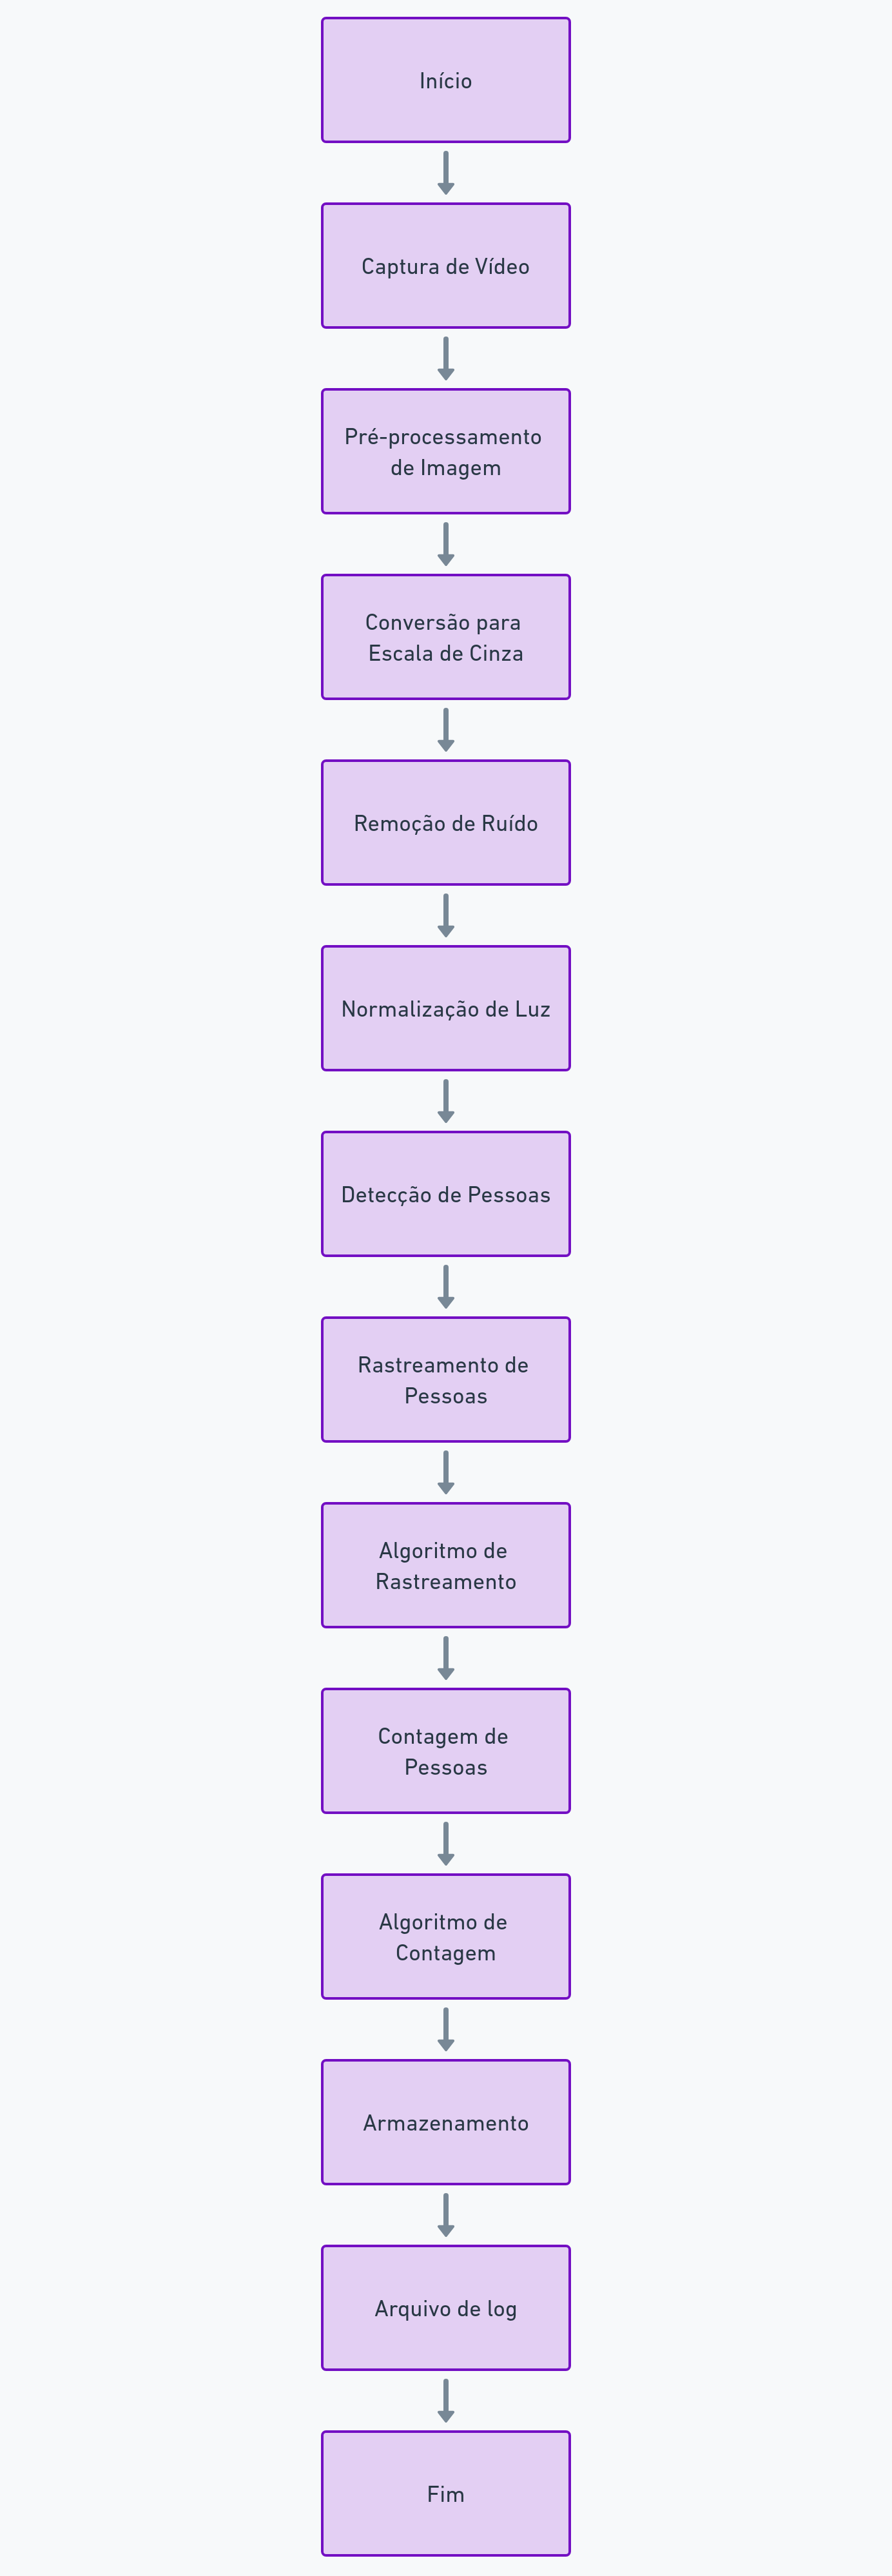 Início
Captura de Vídeo
Pré-processamento
de Imagem
Conversão para
Escala de Cinza
Remoção de Ruído
Normalização de Luz
Detecção de Pessoas
Rastreamento de
Pessoas
Algoritmo de
Rastreamento
Contagem de
Pessoas
Algoritmo de
Contagem
Armazenamento
Arquivo de log
Fim